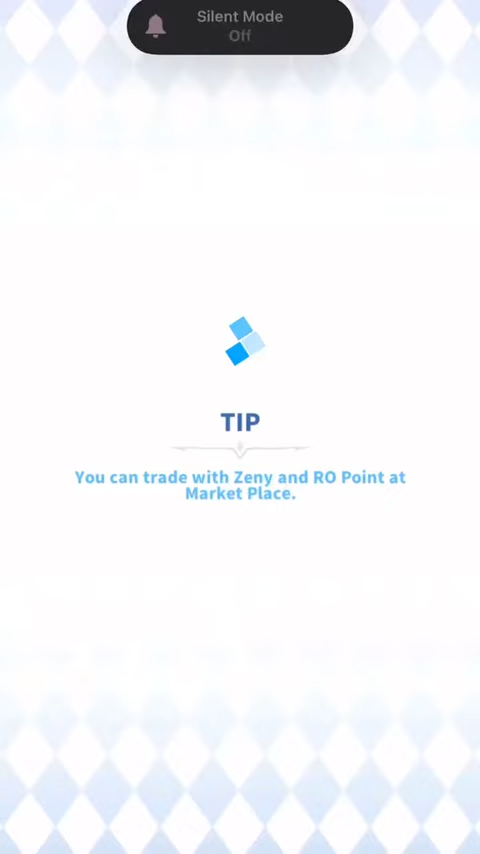 Silent Mode
Off
TIP
You can trade with Zeny and RO Point at
Market Place.